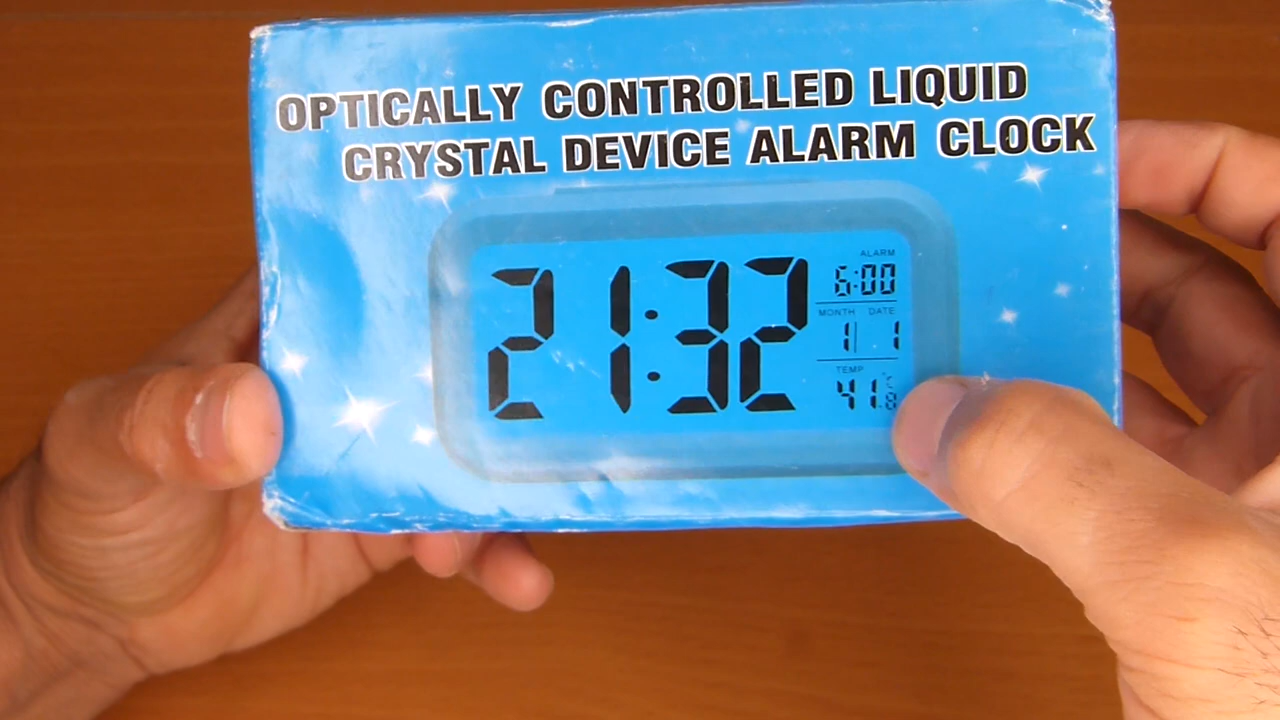 OPTICALLY CONTROLLED LIQUID
CRYSTAL DEVICE ALARM CLOCK
21:32
ALARM
6:00
MONTH DATE
1 1
TEMP
41.8 °C